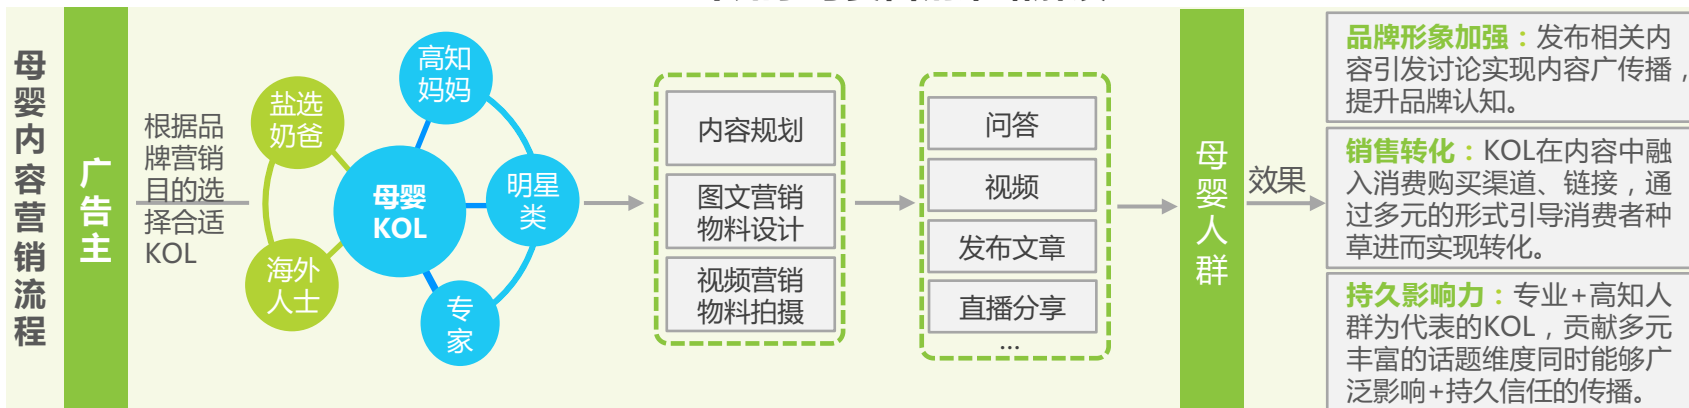 母婴内容营销流程
广告主
根据品
牌营销
目的选
择合适
KOL
盐选
奶爸
高知
妈妈
母婴
KOL
明星
类
海外
人士
专
家
内容规划
图文营销
物料设计
视频营销
物料拍摄
问答
视频
发布文章
直播分享
...
母婴人群
效果
品牌形象加强：发布相关内
容引发讨论实现内容广传播，
提升品牌认知。
销售转化：KOL在内容中融
入消费购买渠道、链接，通
过多元的形式引导消费者种
草进而实现转化。
持久影响力：专业+高知人
群为代表的KOL，贡献多元
丰富的话题维度同时能够广
泛影响+持久信任的传播。